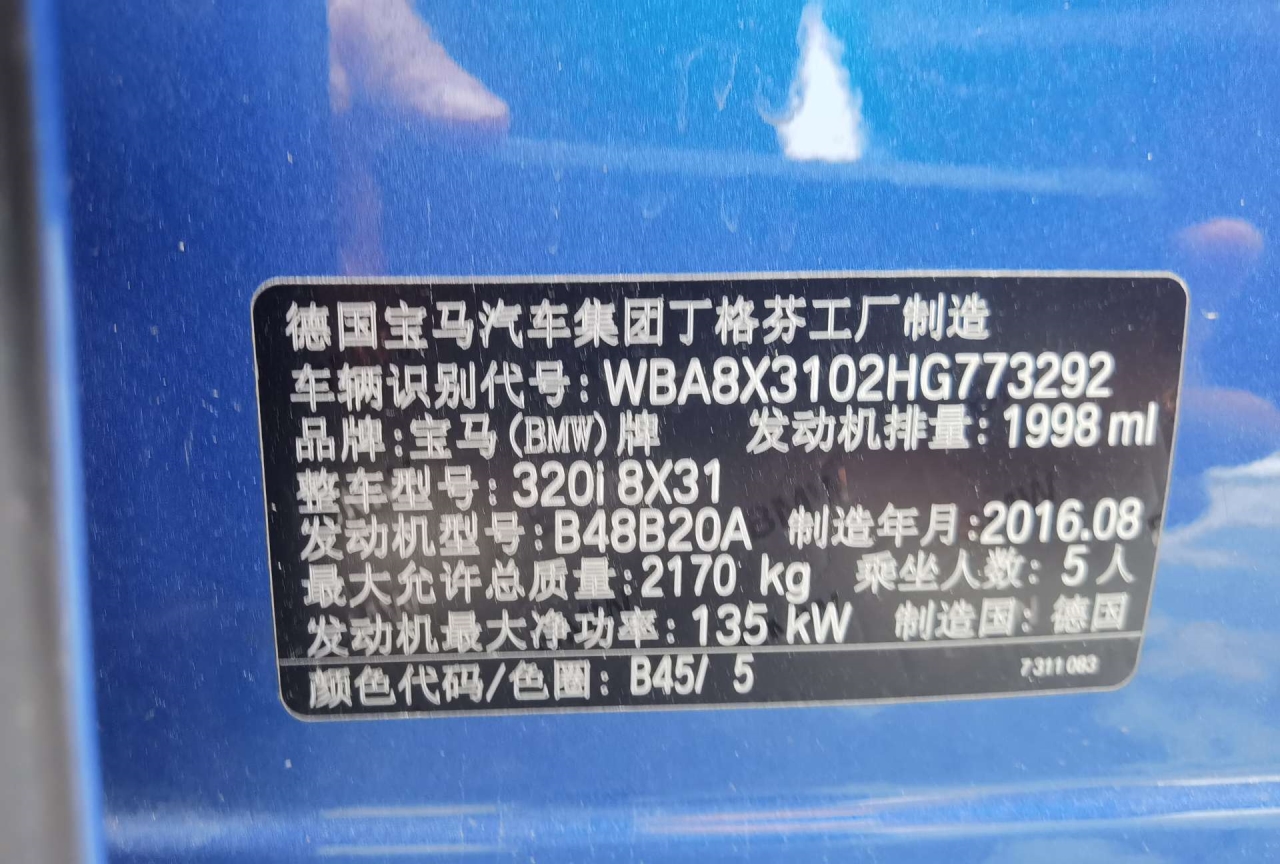 德国宝马汽车集团丁格芬工厂制造
车辆识别代号: WBA8X3102HG773292
品牌: 宝马(BMW)牌 发动机排量: 1998 ml
整车型号: 320i 8X31
发动机型号: B48B20A 制造年月: 2016.08
最大允许总质量: 2170 kg 乘坐人数: 5 人
发动机最大净功率: 135 kW 制造国: 德国
颜色代码/色圈: B45/ 5 7311083